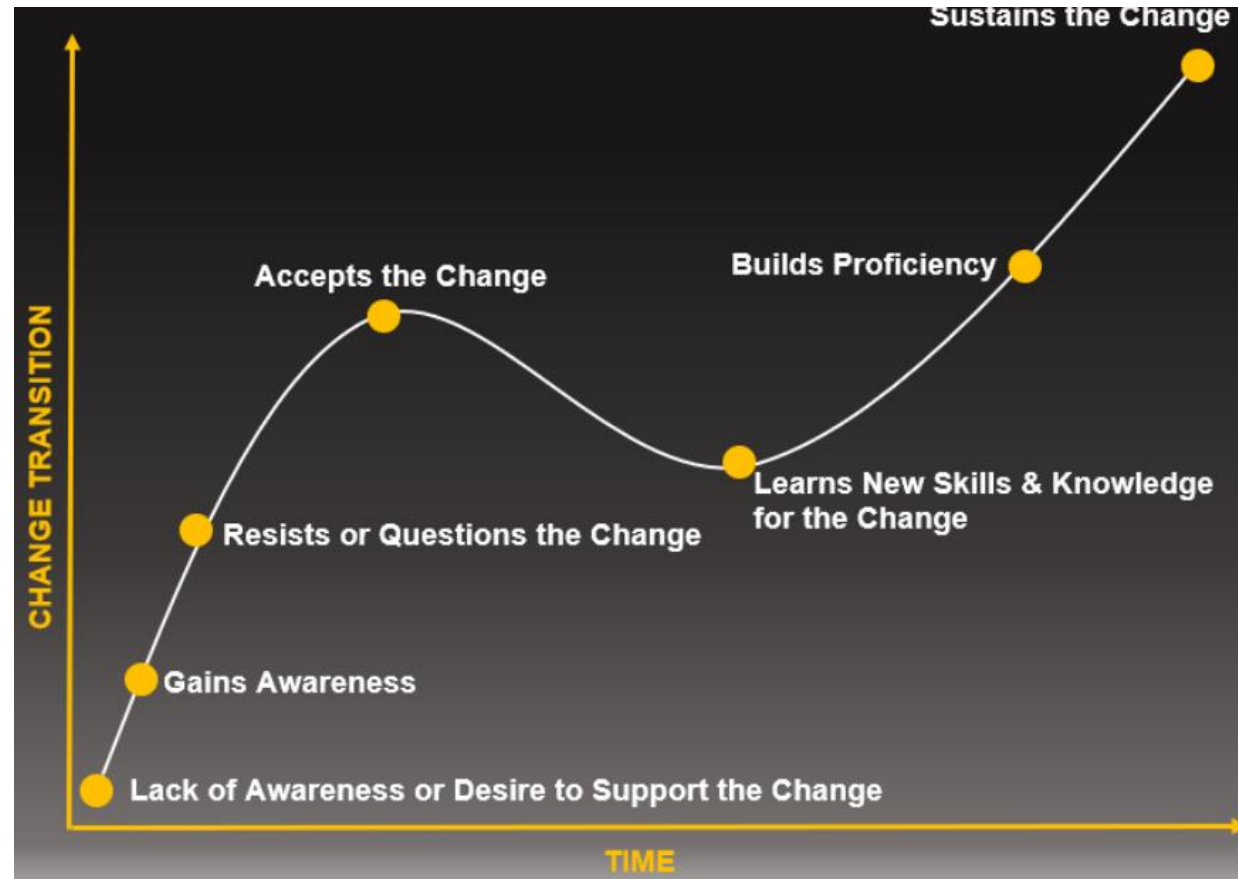 Sustains the Change
Accepts the Change
Builds Proficiency
Learns New Skills & Knowledge
for the Change
Resists or Questions the Change
Gains Awareness
Lack of Awareness or Desire to Support the Change
CHANGE TRANSITION
TIME